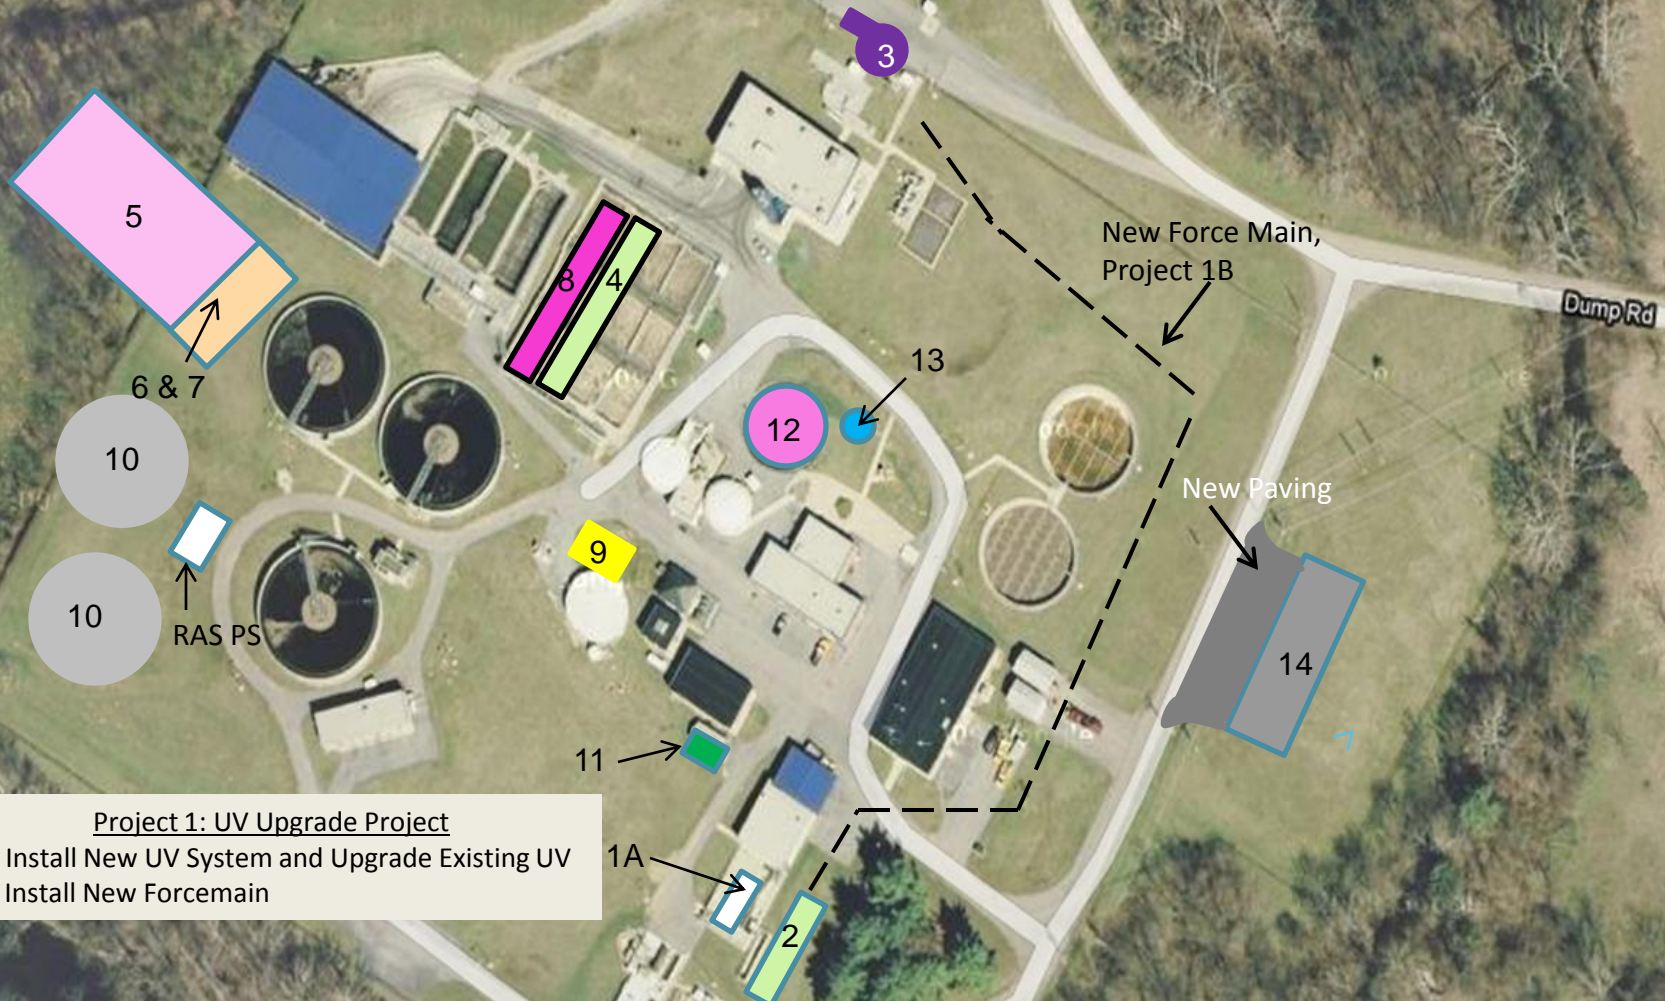 3
5
8
4
New Force Main,
Project 1B
Dump Rd
6 & 7
13
12
10
New Paving
9
10
RAS PS
14
11
Project 1: UV Upgrade Project
Install New UV System and Upgrade Existing UV
Install New Forcemain
1A
2